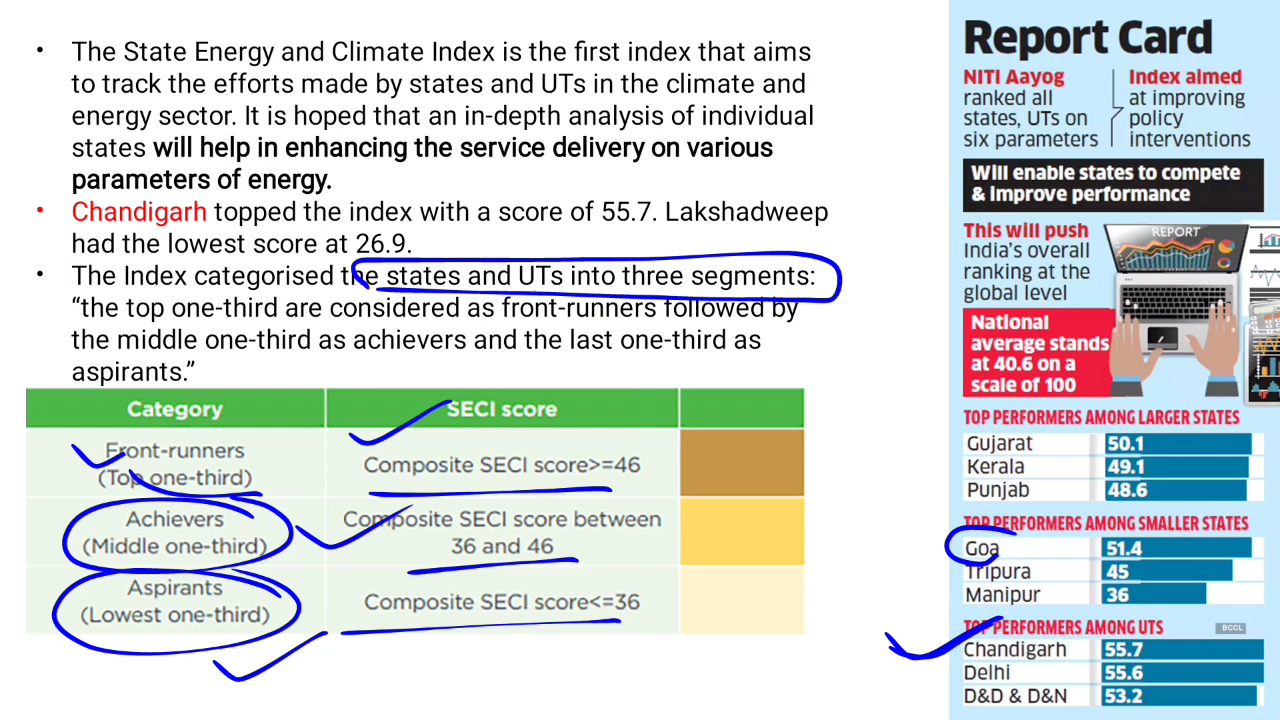 • The State Energy and Climate Index is the first index that aims
to track the efforts made by states and UTs in the climate and
energy sector. It is hoped that an in-depth analysis of individual
states will help in enhancing the service delivery on various
parameters of energy.
• Chandigarh topped the index with a score of 55.7. Lakshadweep
had the lowest score at 26.9.
• The Index categorised the states and UTs into three segments:
“the top one-third are considered as front-runners followed by
the middle one-third as achievers and the last one-third as
aspirants.”
Category SECI score
Front-runners
(Top one-third)
Composite SECI score>=46
Achievers
(Middle one-third)
Composite SECI score between
36 and 46
Aspirants
(Lowest one-third)
Composite SECI score<=36
Report Card
NITI Aayog
ranked all
states, UTs on
six parameters
Index aimed
at improving
policy
interventions
Will enable states to compete
& improve performance
This will push
India's overall
ranking at the
global level
REPORT
National
average stands
at 40.6 on a
scale of 100
TOP PERFORMERS AMONG LARGER STATES
Gujarat 50.1
Kerala 49.1
Punjab 48.6
TOP PERFORMERS AMONG SMALLER STATES
Goa 51.4
Tripura 45
Manipur 36
TOP PERFORMERS AMONG UTS
BCCL
Chandigarh 55.7
Delhi 55.6
D&D & D&N 53.2